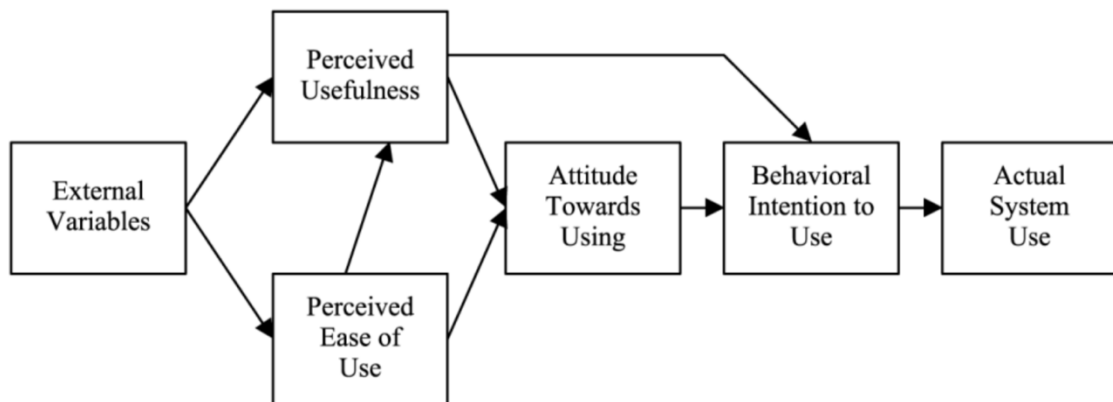 Perceived
Usefulness
External
Variables
Perceived
Ease of
Use
Attitude
Towards
Using
Behavioral
Intention to
Use
Actual
System
Use